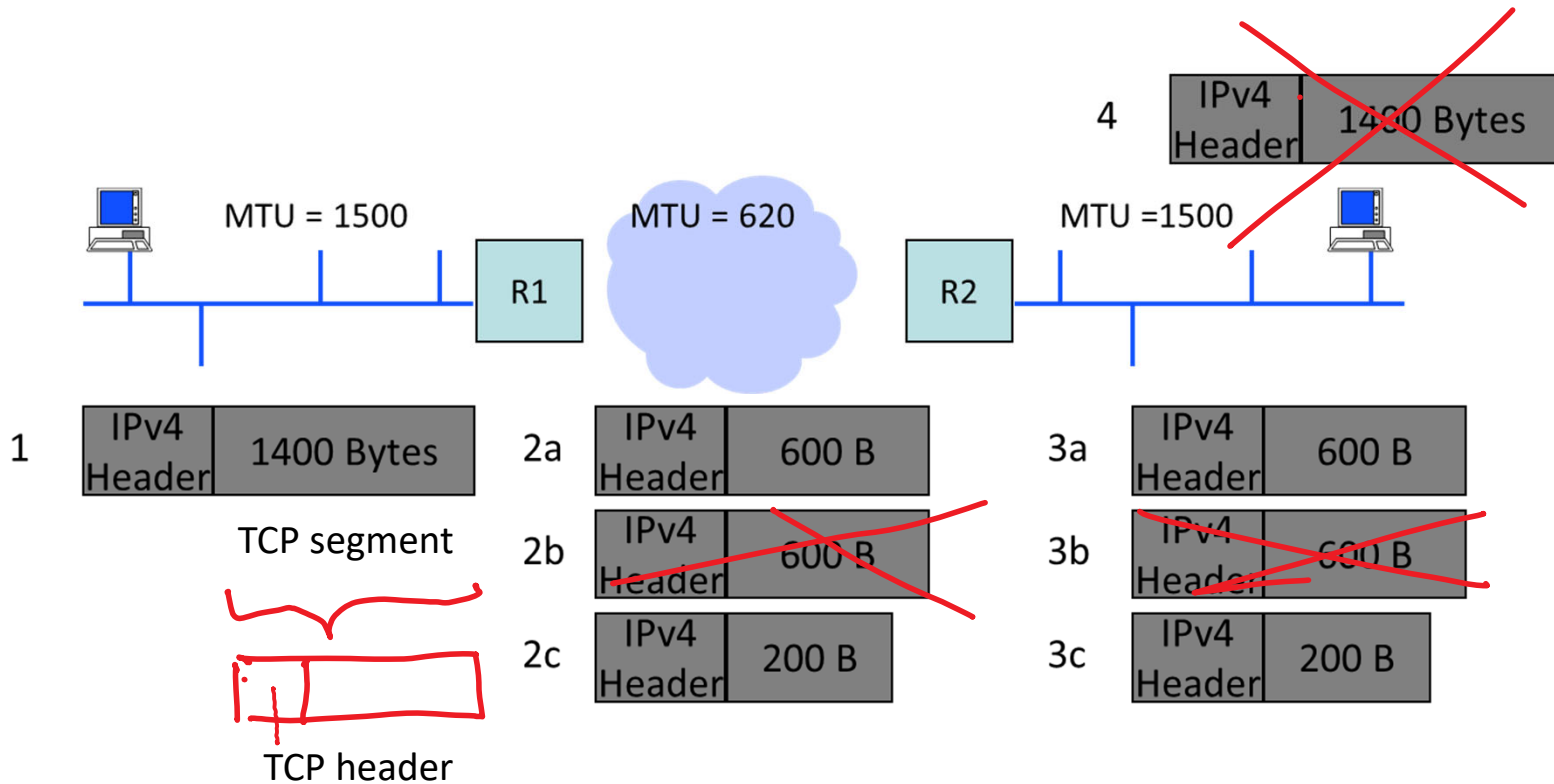 4
IPv4
Header
1400 Bytes
MTU = 1500
MTU = 620
MTU =1500
R1
R2
1
IPv4
Header
1400 Bytes
2a
IPv4
Header
600 B
3a
IPv4
Header
600 B
TCP segment
2b
IPv4
Header
600 B
3b
IPv4
Header
600 B
2c
IPv4
Header
200 B
3c
IPv4
Header
200 B
TCP header